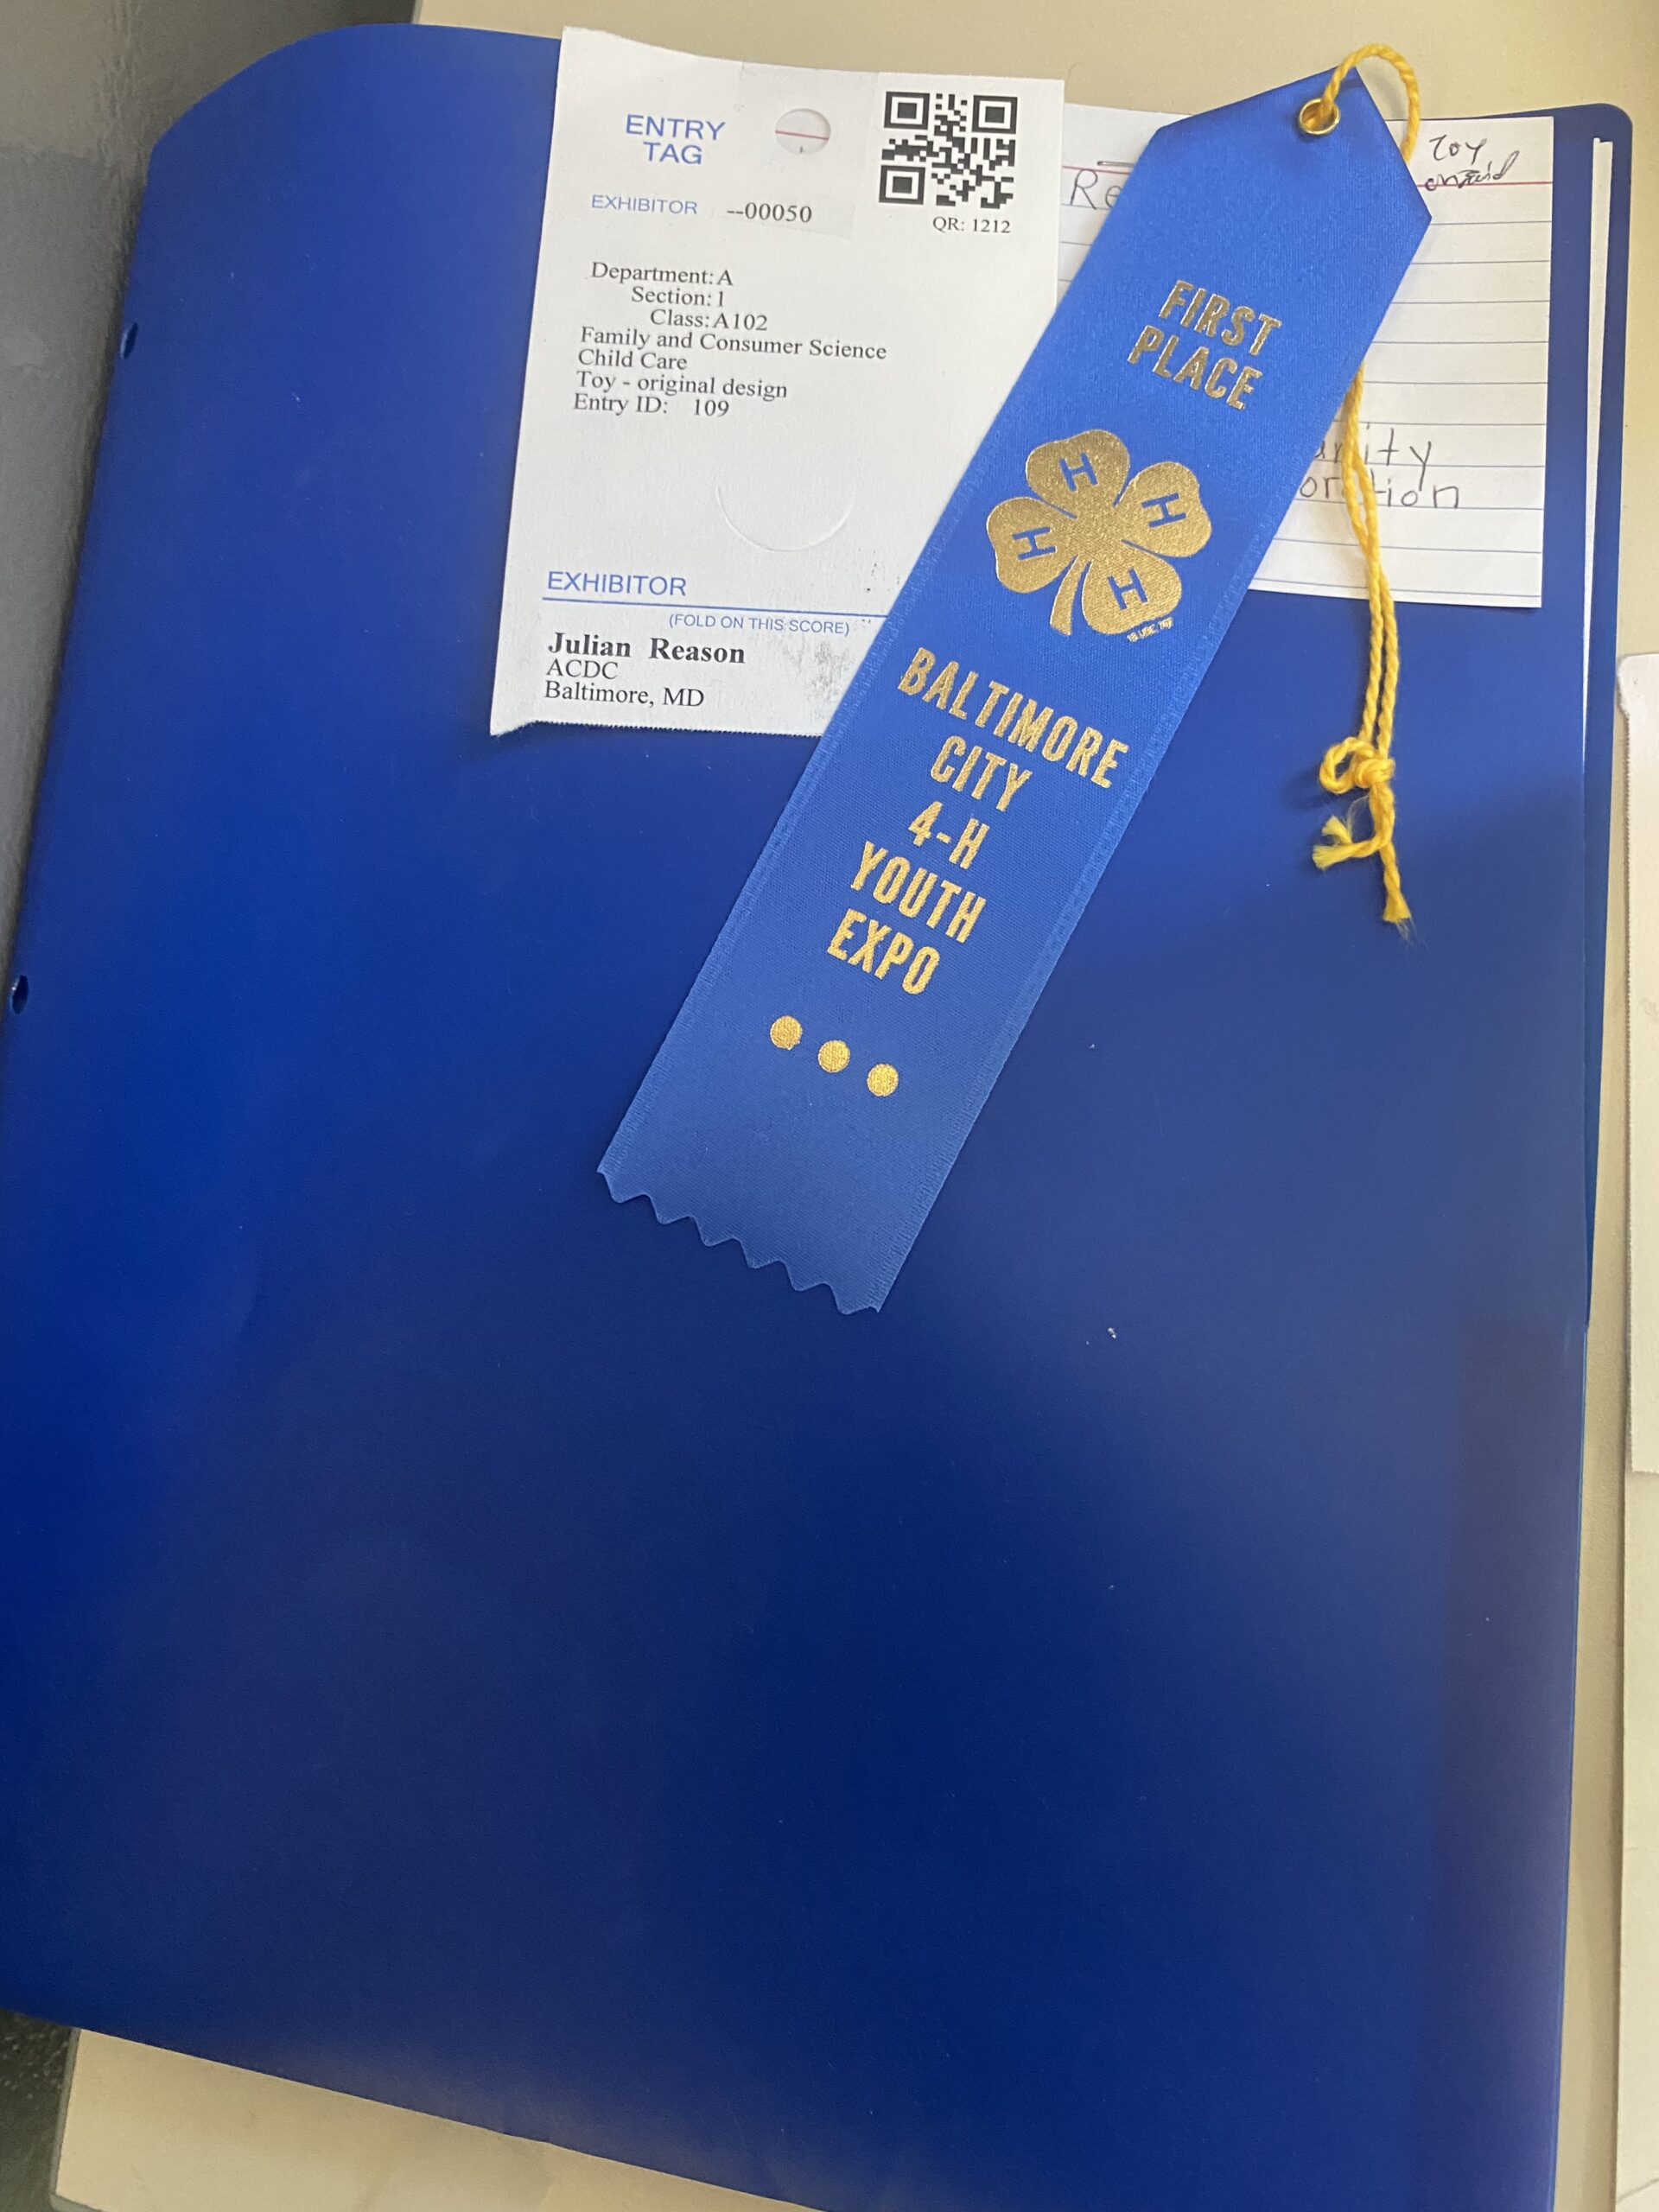 ENTRY
TAG
EXHIBITOR --00050
QR: 1212
Department: A
Section: 1
Class: A102
Family and Consumer Science
Child Care
Toy - original design
Entry ID: 109
EXHIBITOR
(FOLD ON THIS SCORE)
Julian Reason
ACDC
Baltimore, MD
Re
Toy
FIRST
PLACE
H
H
H
H
BALTIMORE
CITY
4-H
YOUTH
EXPO